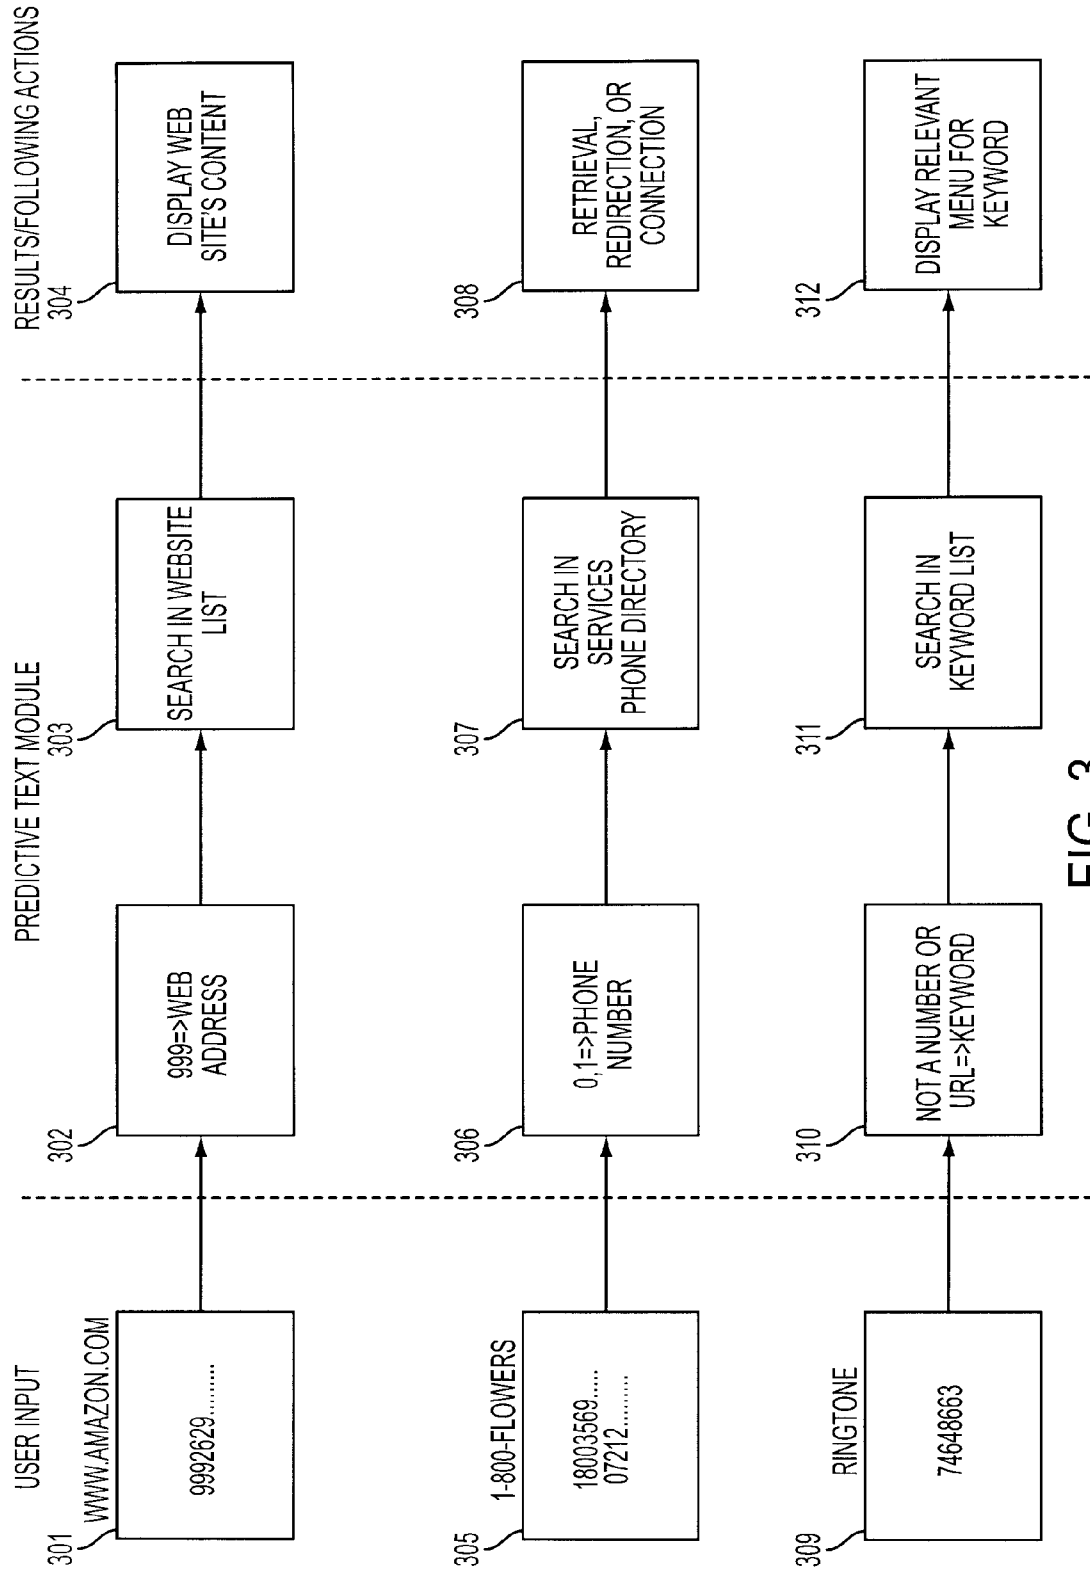 USER INPUT
PREDICTIVE TEXT MODULE
RESULTS/FOLLOWING ACTIONS
301
WWW.AMAZON.COM
9992629.........
302
999=>WEB
ADDRESS
303
SEARCH IN WEBSITE
LIST
304
DISPLAY WEB
SITE'S CONTENT
305
1-800-FLOWERS
18003569.....
07212.........
306
0,1=>PHONE
NUMBER
307
SEARCH IN
SERVICES
PHONE DIRECTORY
308
RETRIEVAL,
REDIRECTION, OR
CONNECTION
309
RINGTONE
74648663
310
NOT A NUMBER OR
URL=>KEYWORD
311
SEARCH IN
KEYWORD LIST
312
DISPLAY RELEVANT
MENU FOR
KEYWORD
FIG. 3